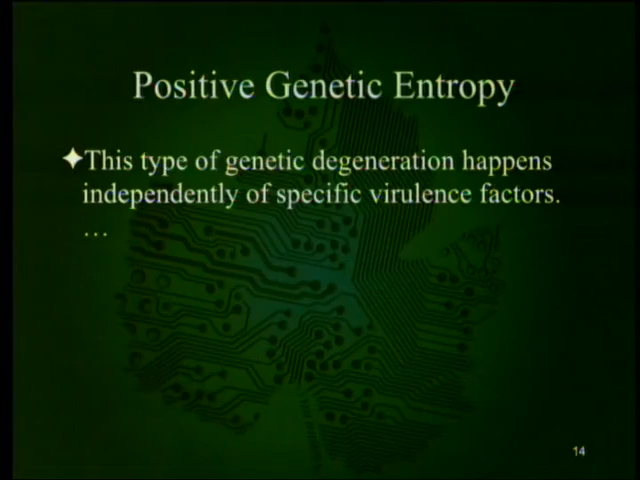 Positive Genetic Entropy
✦This type of genetic degeneration happens
independently of specific virulence factors.
…
14